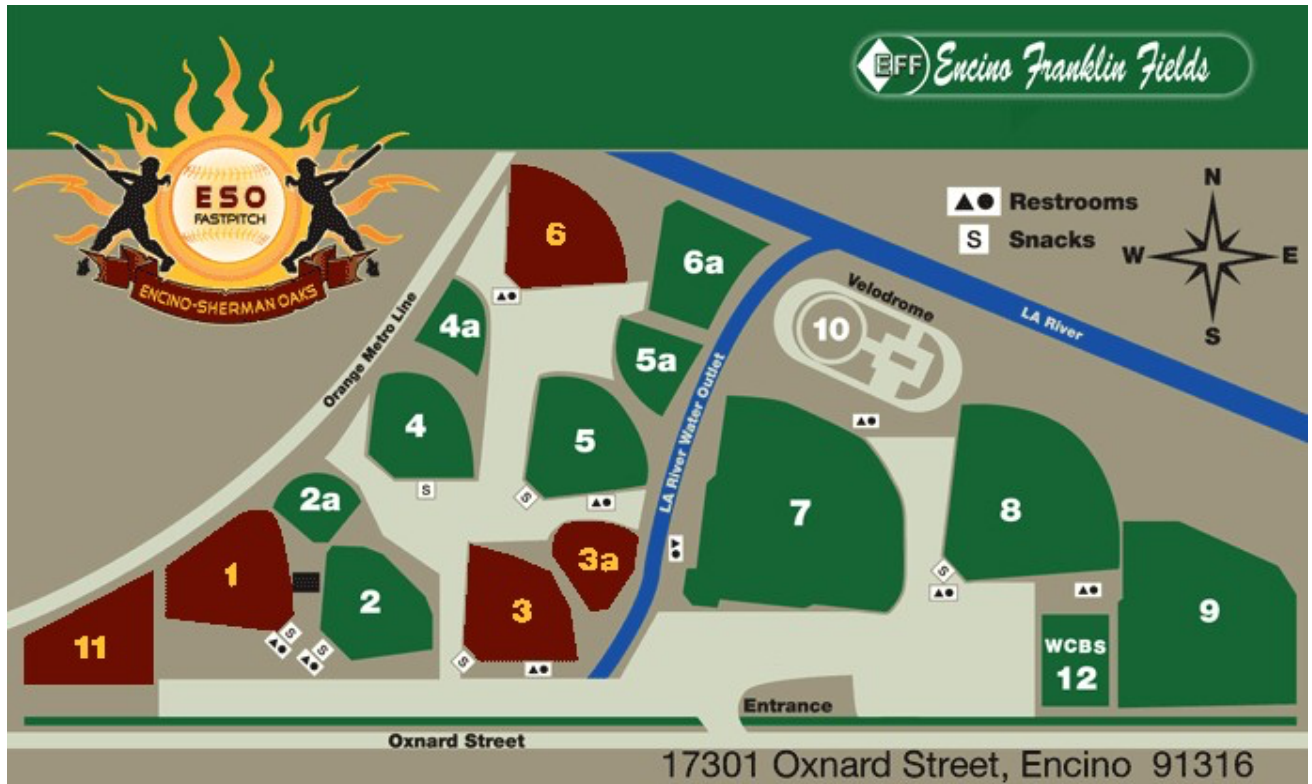 EFF Encino Franklin Fields
ESO
FASTPITCH
ENCINO-SHERMAN OAKS
Restrooms
S Snacks
N
W
E
S
6
6a
Velodrome
LA River
10
4a
5a
Orange Metro Line
LA River Water Outlet
4
5
S
S
7
8
2a
1
2
3a
3
S
9
11
S
S
S
WCBS
12
Entrance
Oxnard Street
17301 Oxnard Street, Encino 91316